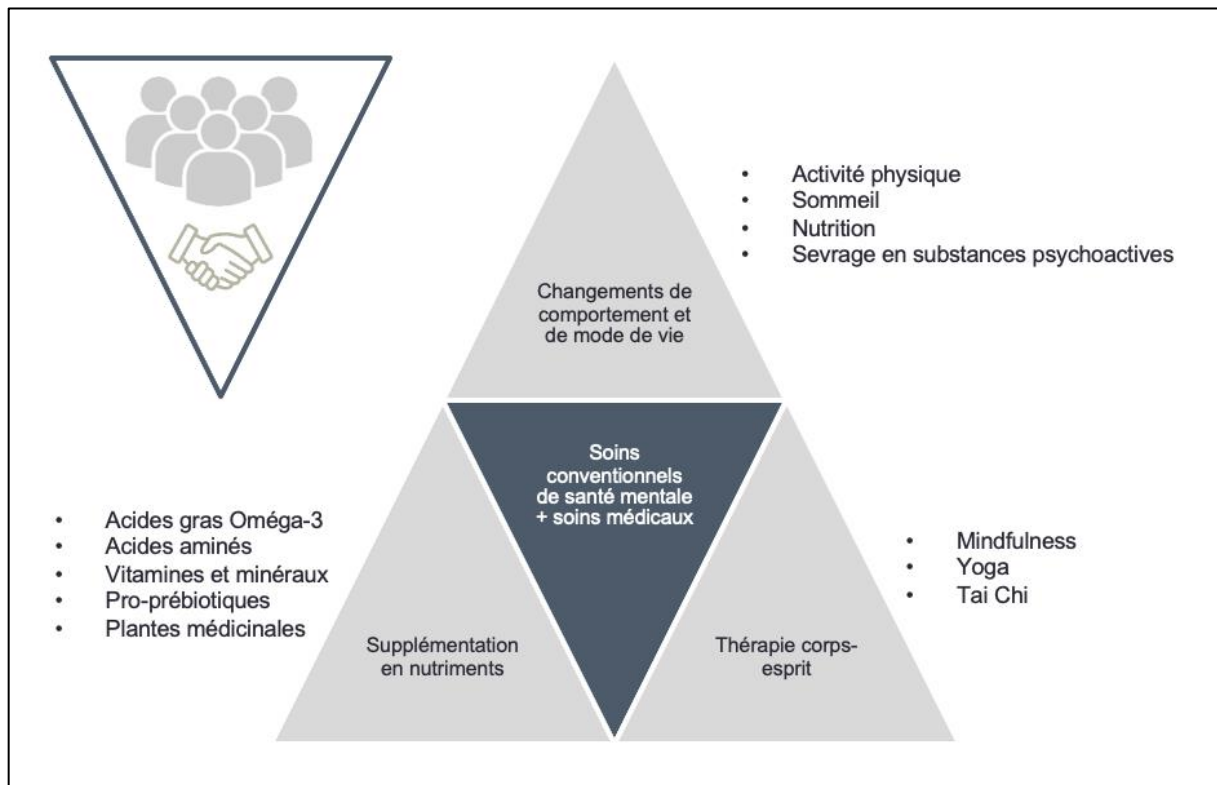 Activité physique
Sommeil
Nutrition
Sevrage en substances psychoactives
Changements de
comportement et
de mode de vie
Soins
conventionnels
de santé mentale
+ soins médicaux
Acides gras Oméga-3
Acides aminés
Vitamines et minéraux
Pro-prébiotiques
Plantes médicinales
Mindfulness
Yoga
Tai Chi
Supplémentation
en nutriments
Thérapie corps-
esprit